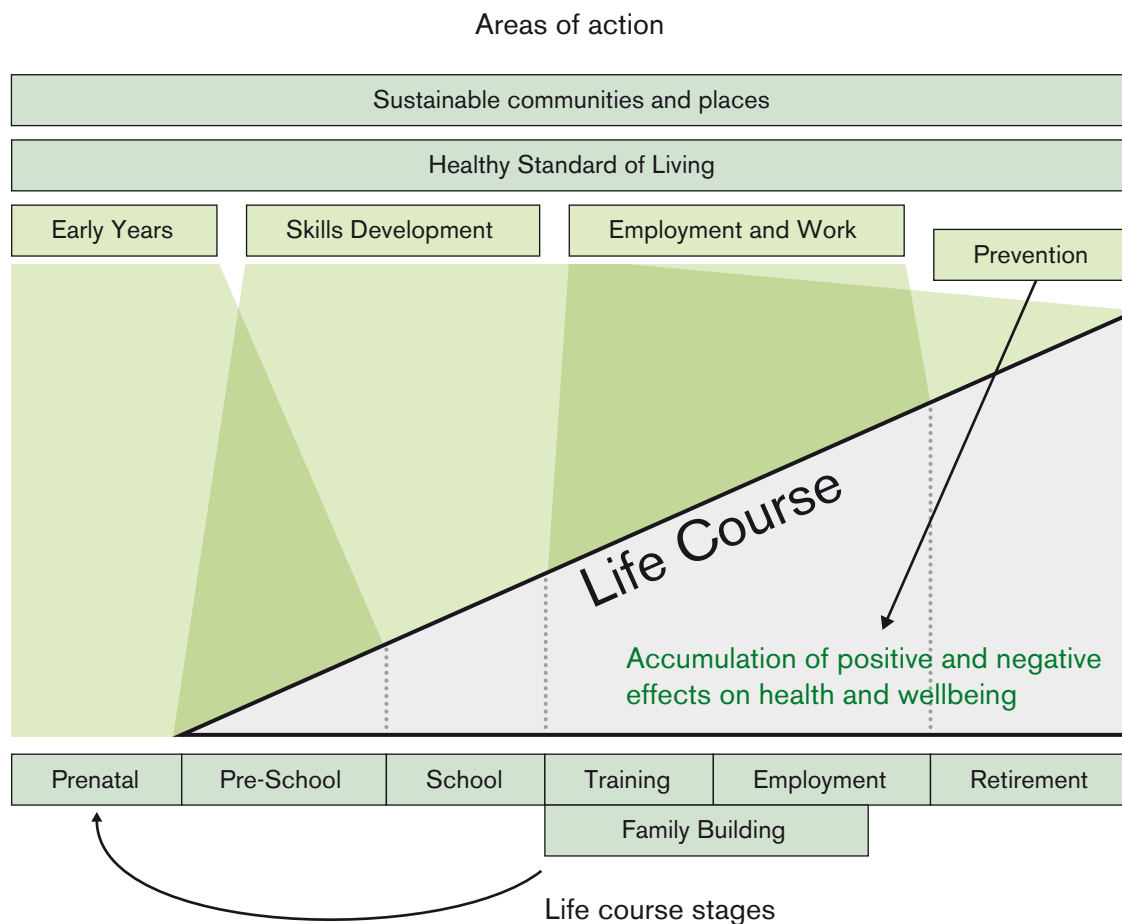 Areas of action
Sustainable communities and places
Healthy Standard of Living
Early Years
Skills Development
Employment and Work
Prevention
Life Course
Accumulation of positive and negative
effects on health and wellbeing
Prenatal
Pre-School
School
Training
Employment
Retirement
Family Building
Life course stages